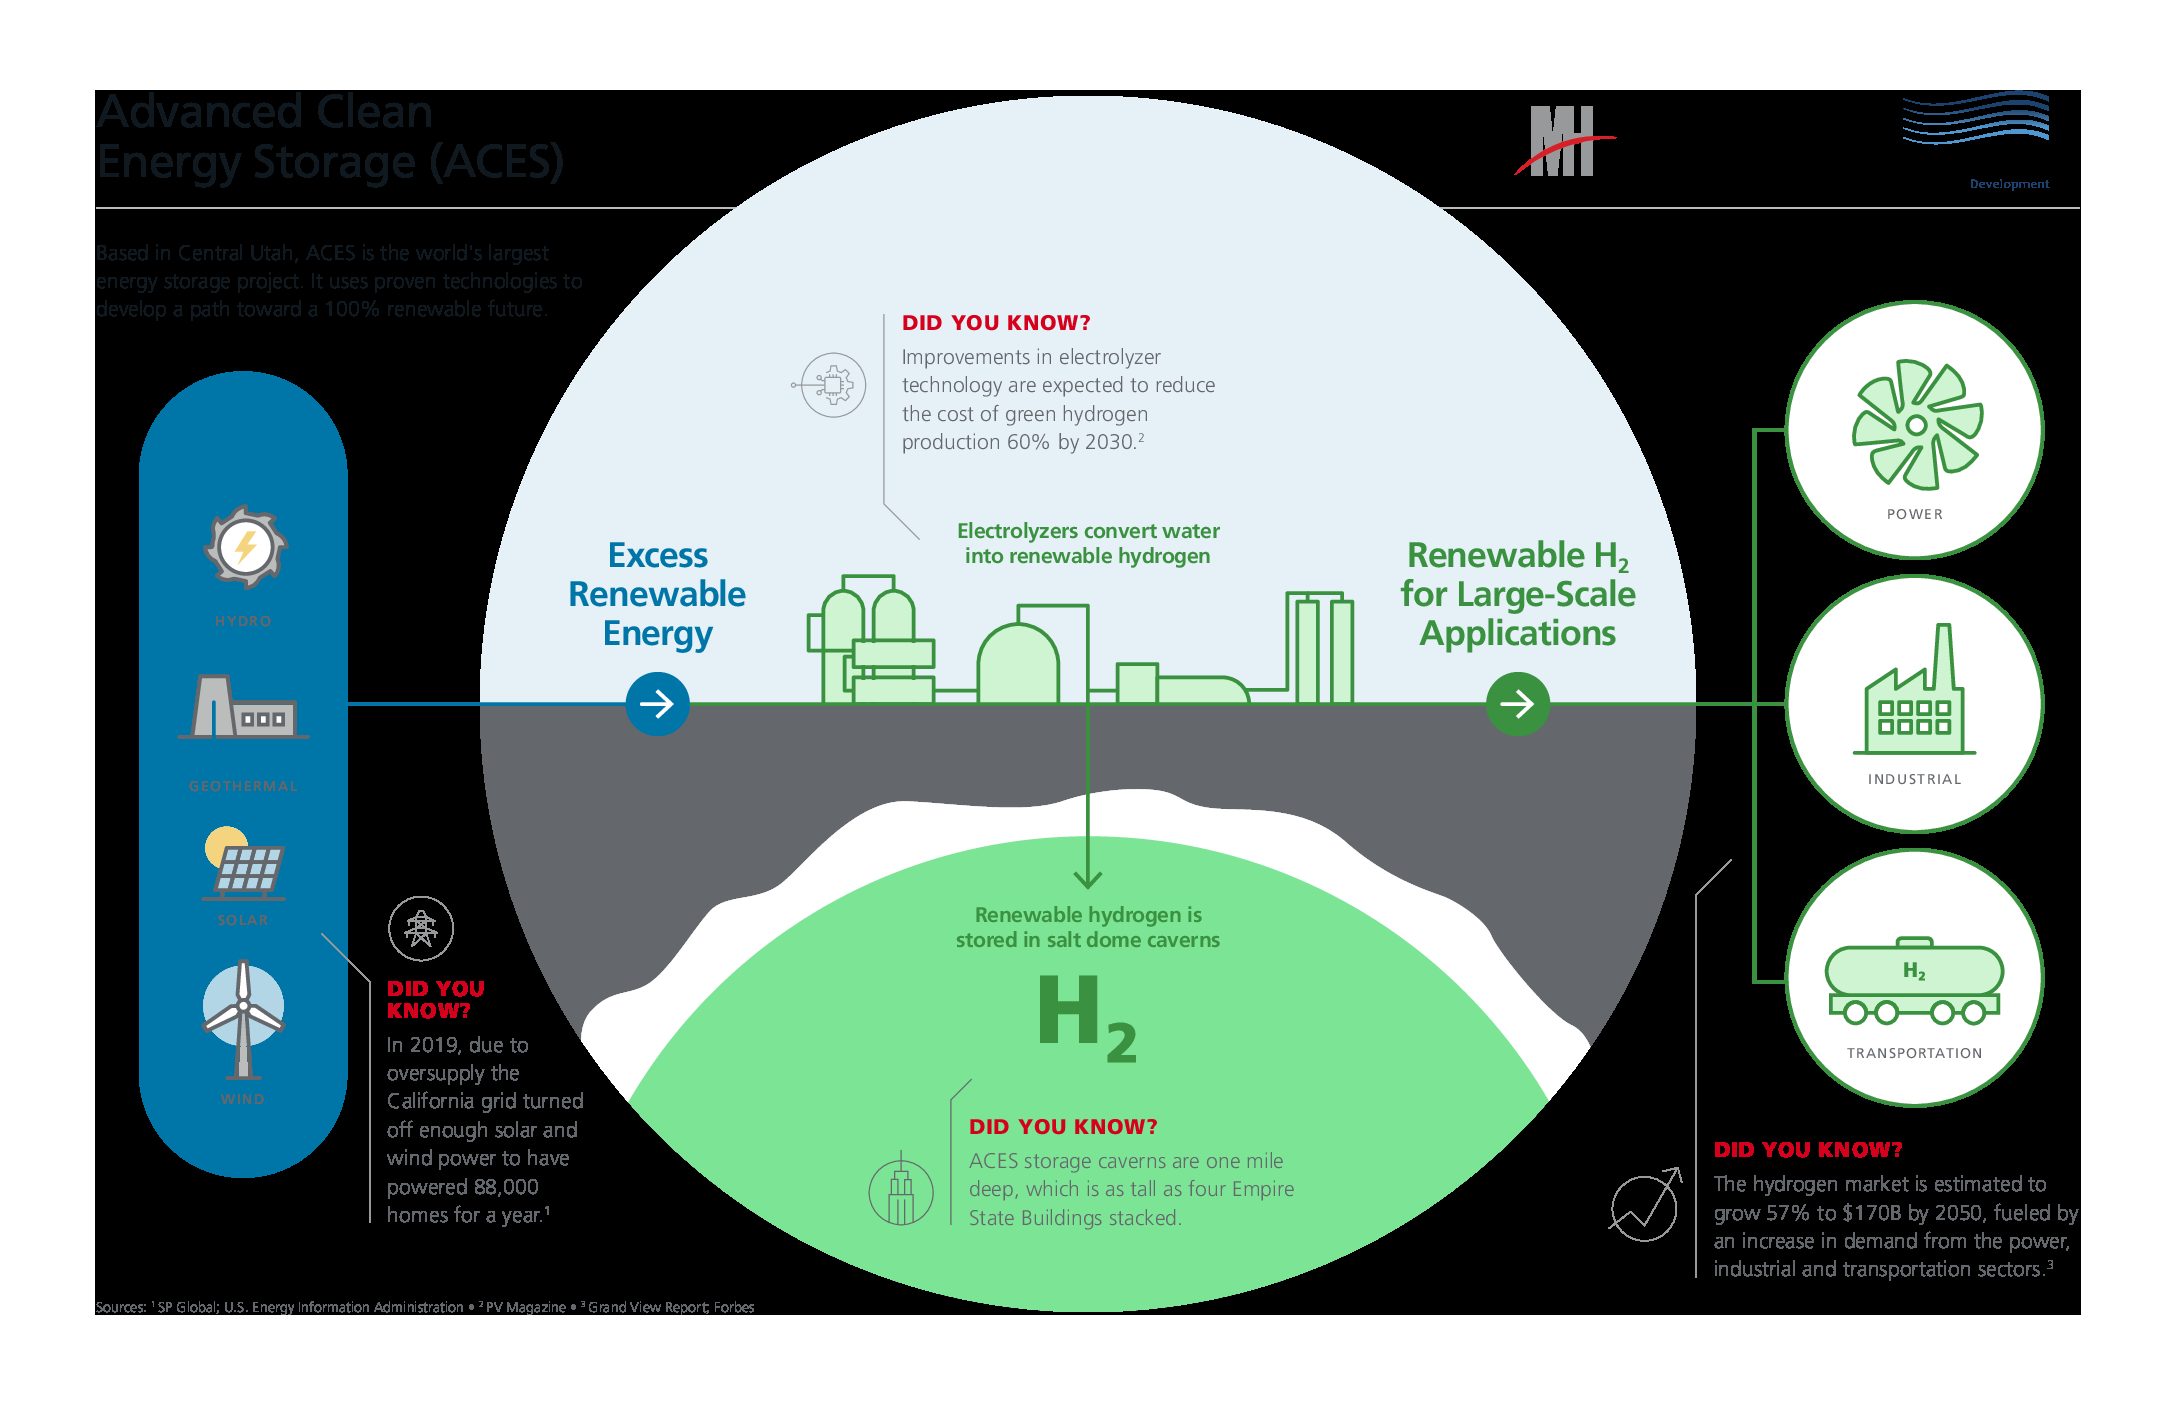 Advanced Clean
Energy Storage (ACES)
MH
Development
Based in Central Utah, ACES is the world's largest
energy storage project. It uses proven technologies to
develop a path toward a 100% renewable future.
HYDRO
GEOTHERMAL
SOLAR
WIND
DID YOU
KNOW?
In 2019, due to
oversupply the
California grid turned
off enough solar and
wind power to have
powered 88,000
homes for a year.¹
Excess
Renewable
Energy
DID YOU KNOW?
Improvements in electrolyzer
technology are expected to reduce
the cost of green hydrogen
production 60% by 2030.²
Electrolyzers convert water
into renewable hydrogen
Renewable H₂
for Large-Scale
Applications
Renewable hydrogen is
stored in salt dome caverns
H₂
DID YOU KNOW?
ACES storage caverns are one mile
deep, which is as tall as four Empire
State Buildings stacked.
POWER
INDUSTRIAL
H₂
TRANSPORTATION
DID YOU KNOW?
The hydrogen market is estimated to
grow 57% to $170B by 2050, fueled by
an increase in demand from the power,
industrial and transportation sectors.³
Sources: ¹ SP Global; U.S. Energy Information Administration • ² PV Magazine • ³ Grand View Report; Forbes